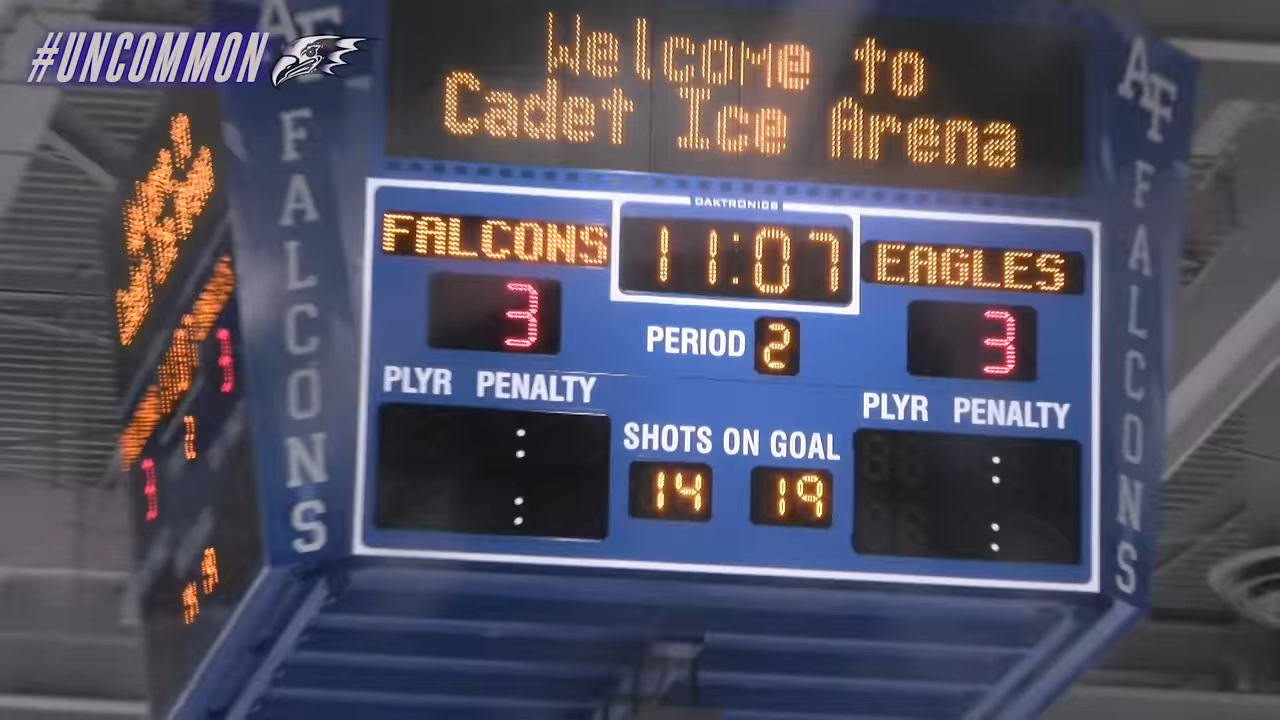 #UNCOMMON
AF
FALCONS
Welcome to
Cadet Ice Arena
AF
FALCONS
DAKTRONICS
FALCONS
11:07
EAGLES
3
PERIOD 2
3
PLYR PENALTY
PLYR PENALTY
SHOTS ON GOAL
14
19